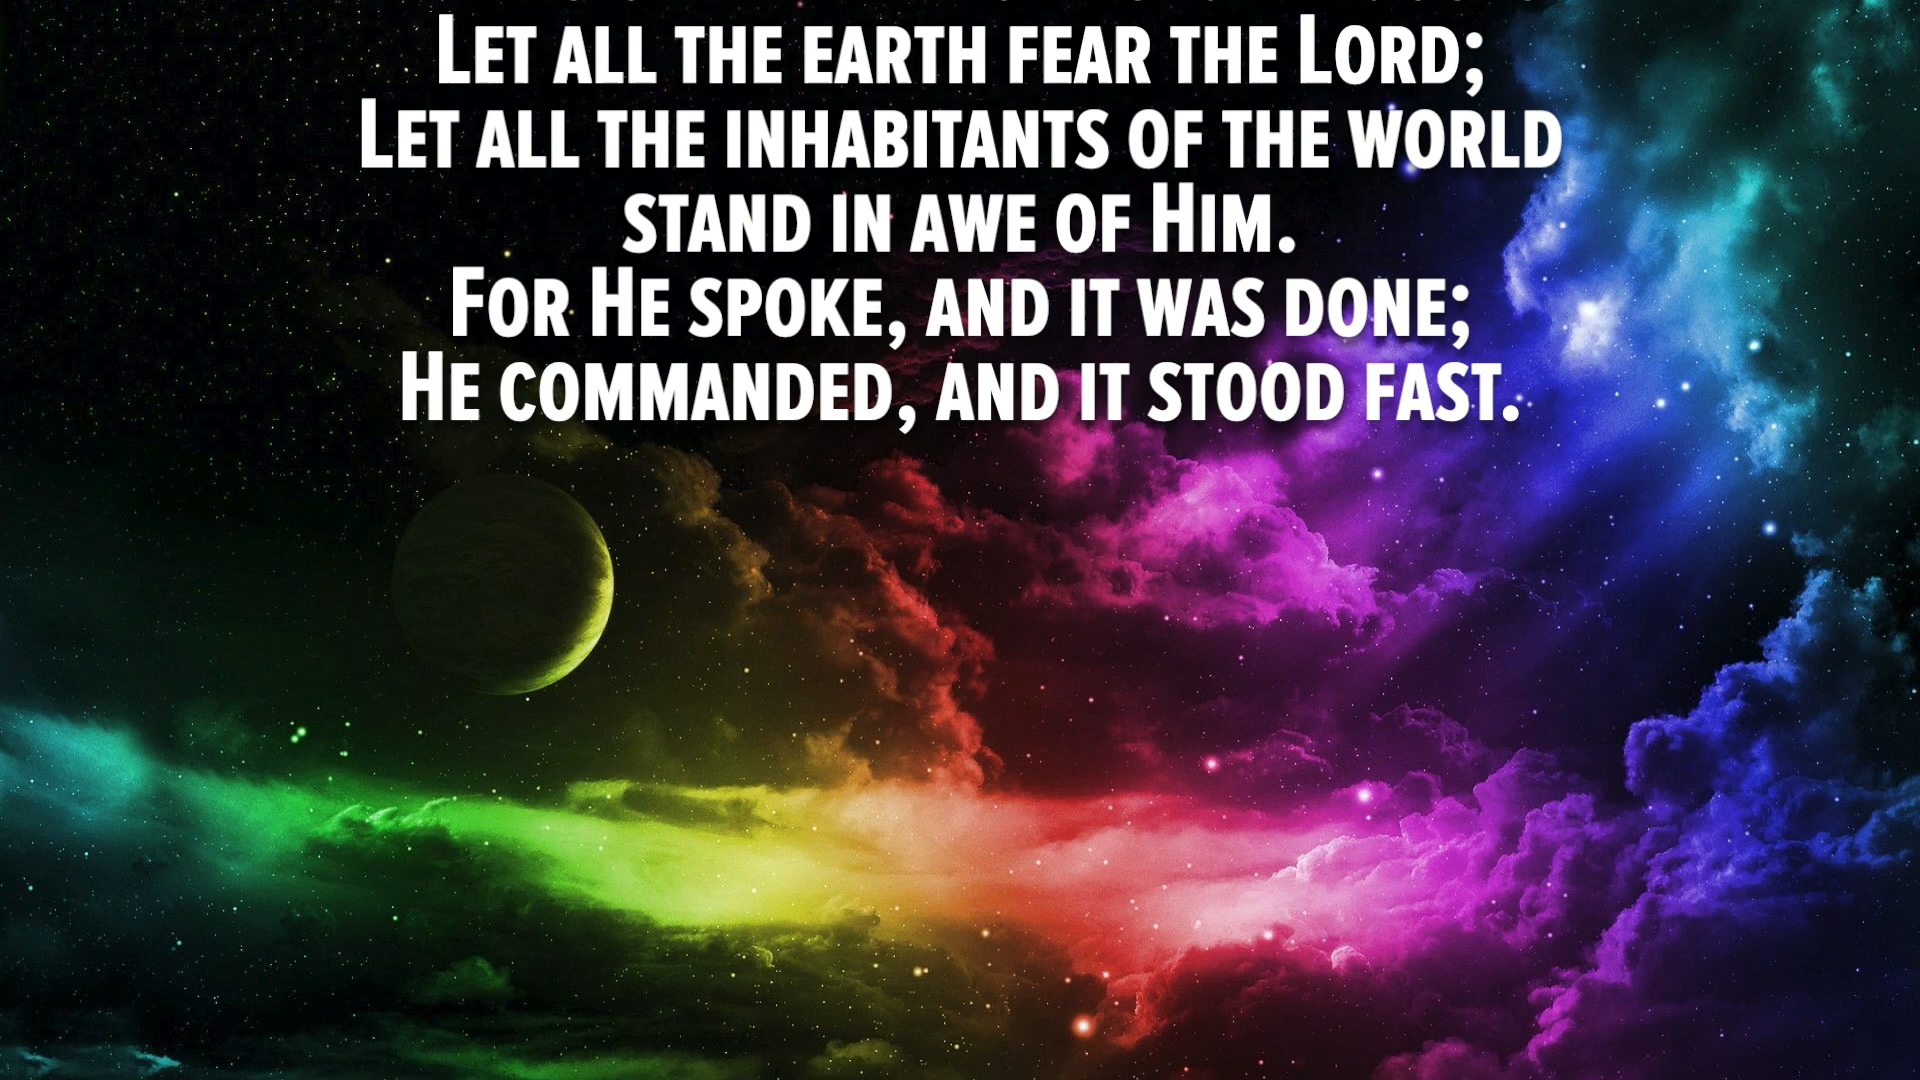 Let all the earth fear the Lord;
Let all the inhabitants of the world
stand in awe of Him.
For He spoke, and it was done;
He commanded, and it stood fast.